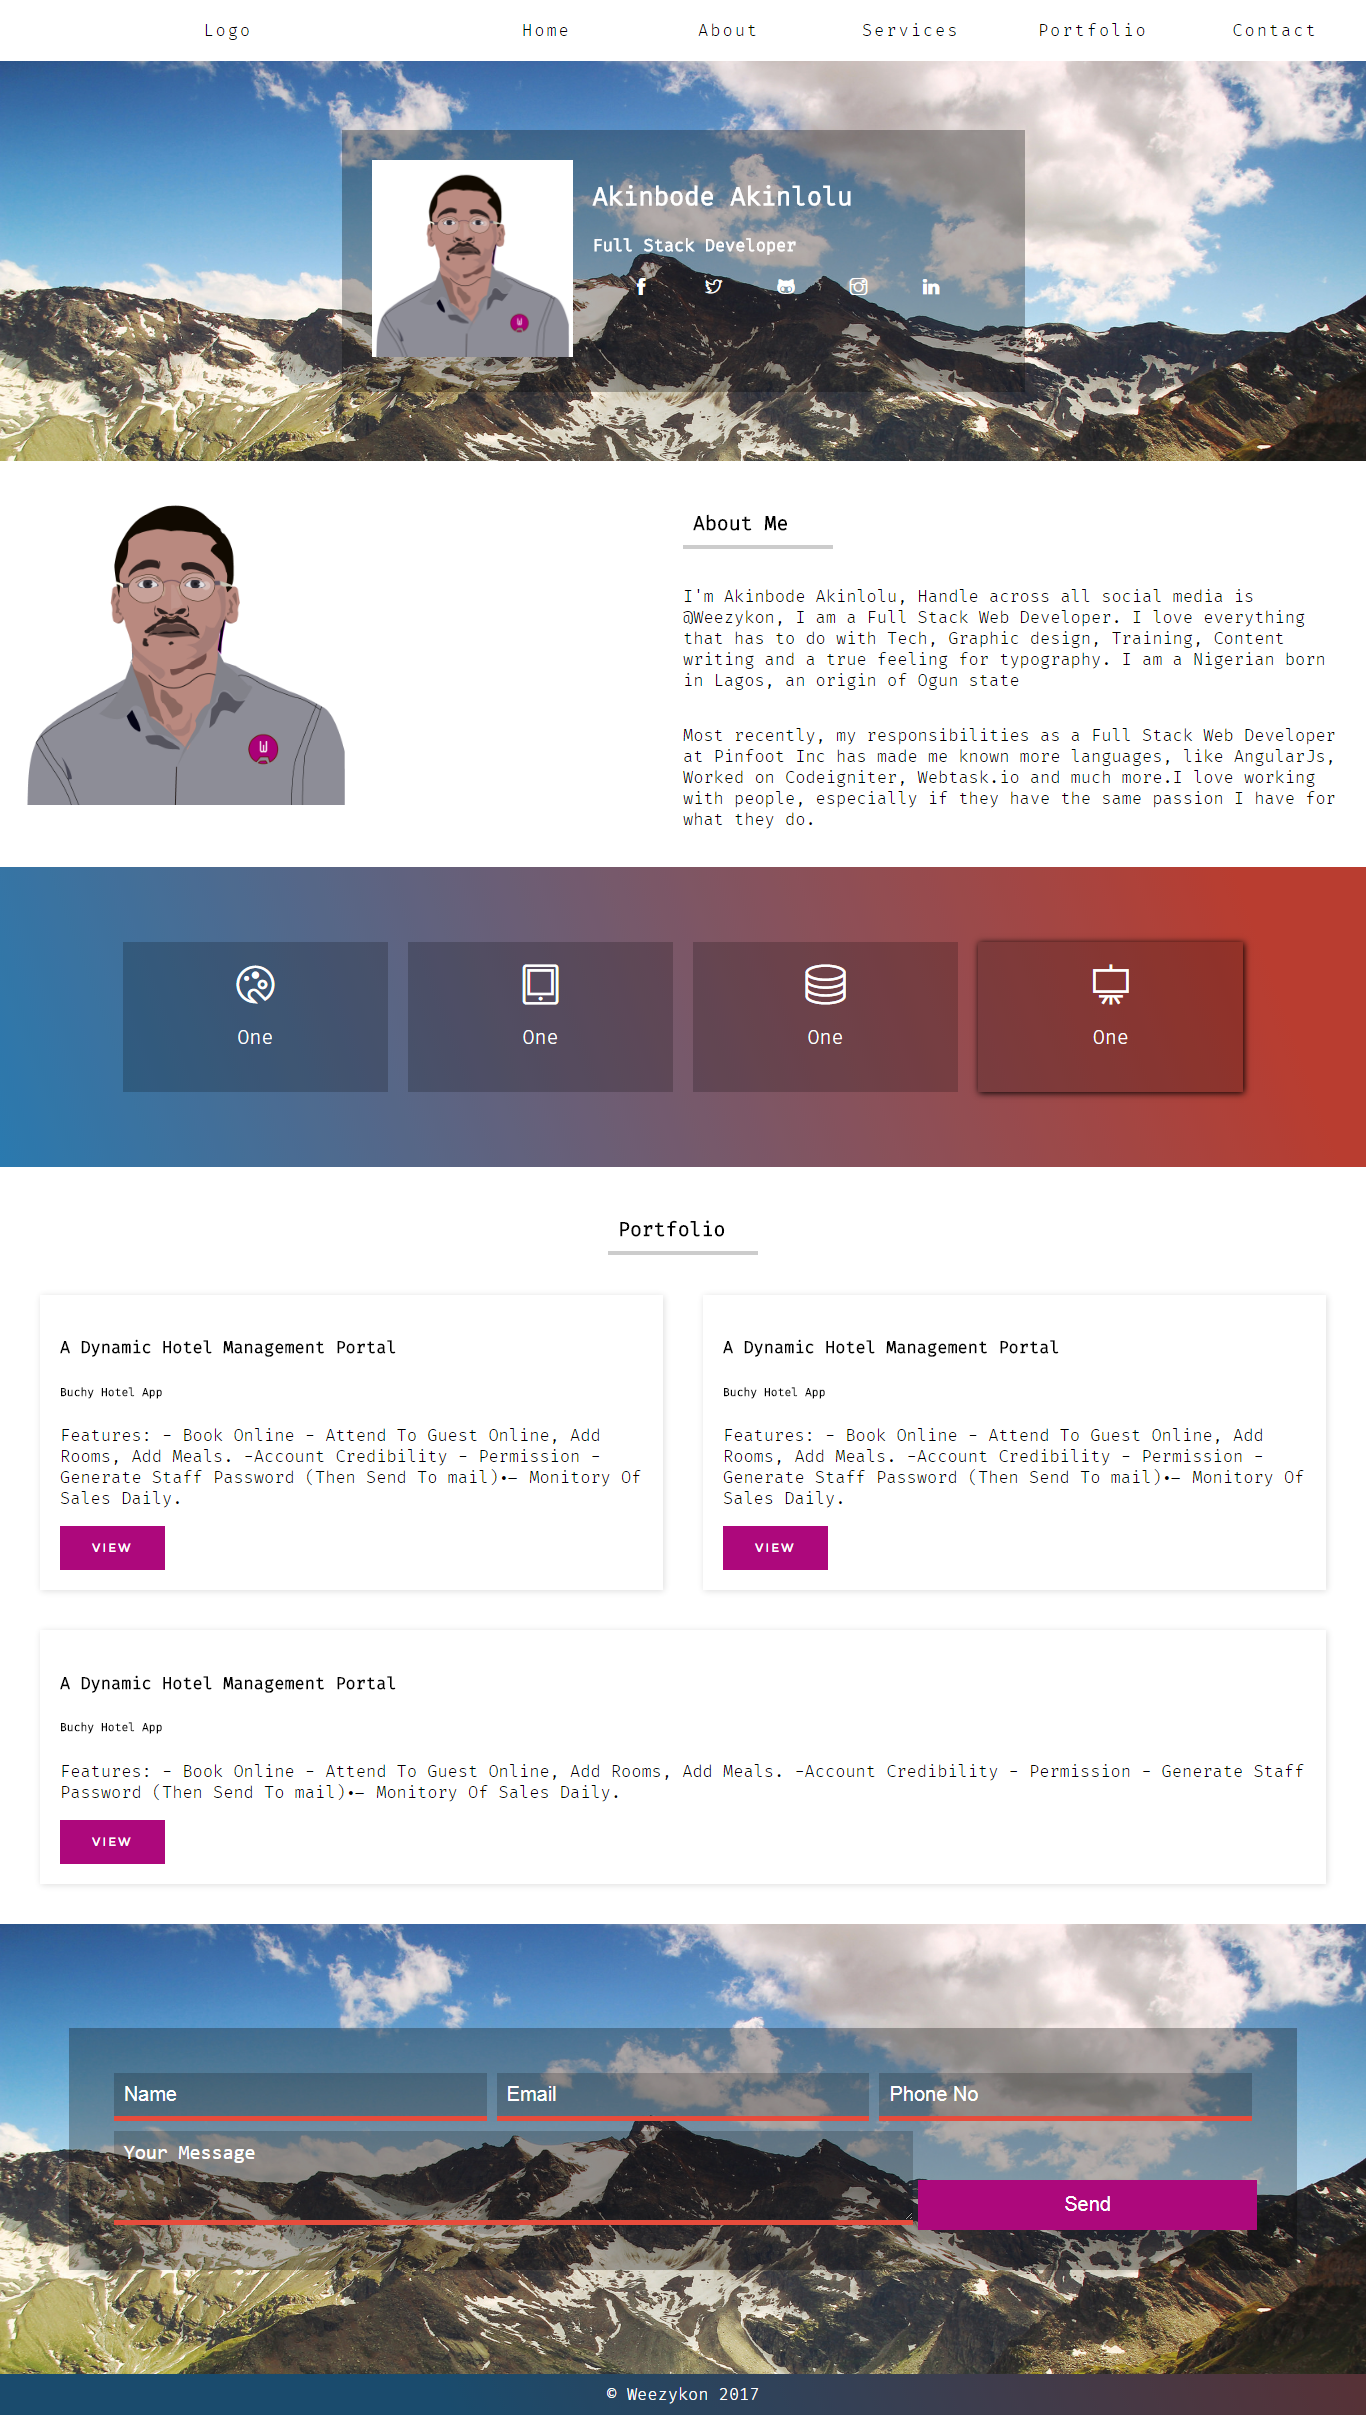 Logo Home About Services Portfolio Contact
Akinbode Akinlolu
Full Stack Developer
About Me
I'm Akinbode Akinlolu, Handle across all social media is
@Weezykon, I am a Full Stack Web Developer. I love everything
that has to do with Tech, Graphic design, Training, Content
writing and a true feeling for typography. I am a Nigerian born
in Lagos, an origin of Ogun state
Most recently, my responsibilities as a Full Stack Web Developer
at Pinfoot Inc has made me known more languages, like AngularJs,
Worked on Codeigniter, Webtask.io and much more.I love working
with people, especially if they have the same passion I have for
what they do.
One One One One
Portfolio
A Dynamic Hotel Management Portal
Buchy Hotel App
Features: - Book Online - Attend To Guest Online, Add
Rooms, Add Meals. -Account Credibility - Permission -
Generate Staff Password (Then Send To mail)•— Monitory Of
Sales Daily.
VIEW
A Dynamic Hotel Management Portal
Buchy Hotel App
Features: - Book Online - Attend To Guest Online, Add
Rooms, Add Meals. -Account Credibility - Permission -
Generate Staff Password (Then Send To mail)•— Monitory Of
Sales Daily.
VIEW
A Dynamic Hotel Management Portal
Buchy Hotel App
Features: - Book Online - Attend To Guest Online, Add Rooms, Add Meals. -Account Credibility - Permission - Generate Staff
Password (Then Send To mail)•— Monitory Of Sales Daily.
VIEW
Name Email Phone No
Your Message
Send
© Weezykon 2017